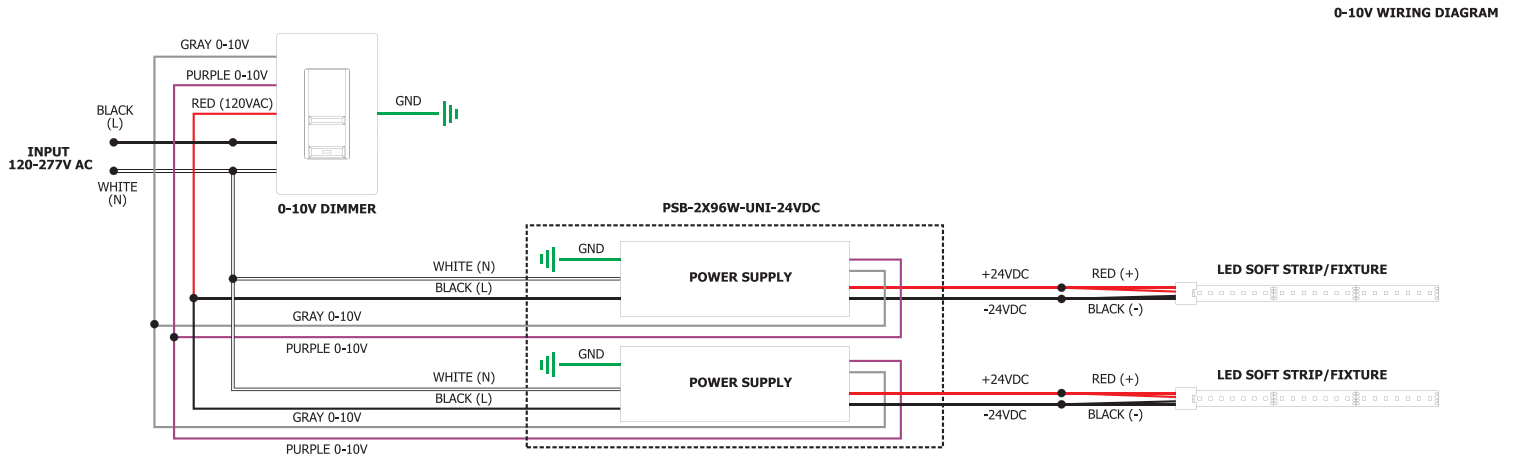 0-10V WIRING DIAGRAM
GRAY 0-10V
PURPLE 0-10V
RED (120VAC)
GND
BLACK
(L)
INPUT
120-277V AC
WHITE
(N)
0-10V DIMMER
PSB-2X96W-UNI-24VDC
GND
WHITE (N)
BLACK (L)
POWER SUPPLY
+24VDC
RED (+)
LED SOFT STRIP/FIXTURE
-24VDC
BLACK (-)
GRAY 0-10V
PURPLE 0-10V
GND
WHITE (N)
BLACK (L)
POWER SUPPLY
+24VDC
RED (+)
LED SOFT STRIP/FIXTURE
-24VDC
BLACK (-)
GRAY 0-10V
PURPLE 0-10V